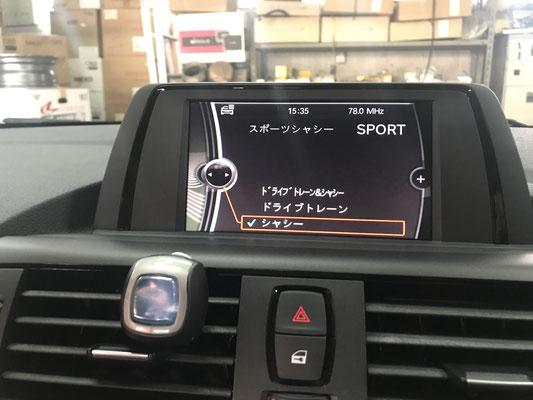 15:35 78.0 MHz
スポーツシャシー SPORT
ﾄﾞﾗｲﾌﾞﾄﾚｰﾝ&ｼｬｼｰ
ドライブトレーン
✓ シャシー